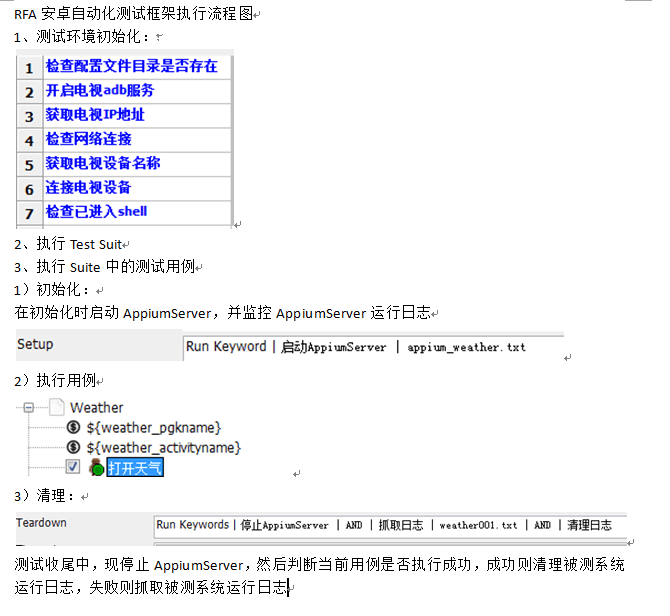 RFA 安卓自动化测试框架执行流程图
1、测试环境初始化：
1 检查配置文件目录是否存在
2 开启电视adb服务
3 获取电视IP地址
4 检查网络连接
5 获取电视设备名称
6 连接电视设备
7 检查已进入shell
2、执行 Test Suit
3、执行 Suite 中的测试用例
1）初始化：
在初始化时启动 AppiumServer，并监控 AppiumServer 运行日志
Setup Run Keyword | 启动AppiumServer | appium_weather.txt
2）执行用例
Weather
${weather_pgkname}
${weather_activityname}
打开天气
3）清理：
Teardown Run Keywords | 停止AppiumServer | AND | 抓取日志 | weather001.txt | AND | 清理日志
测试收尾中，现停止 AppiumServer，然后判断当前用例是否执行成功，成功则清理被测系统
运行日志，失败则抓取被测系统运行日志